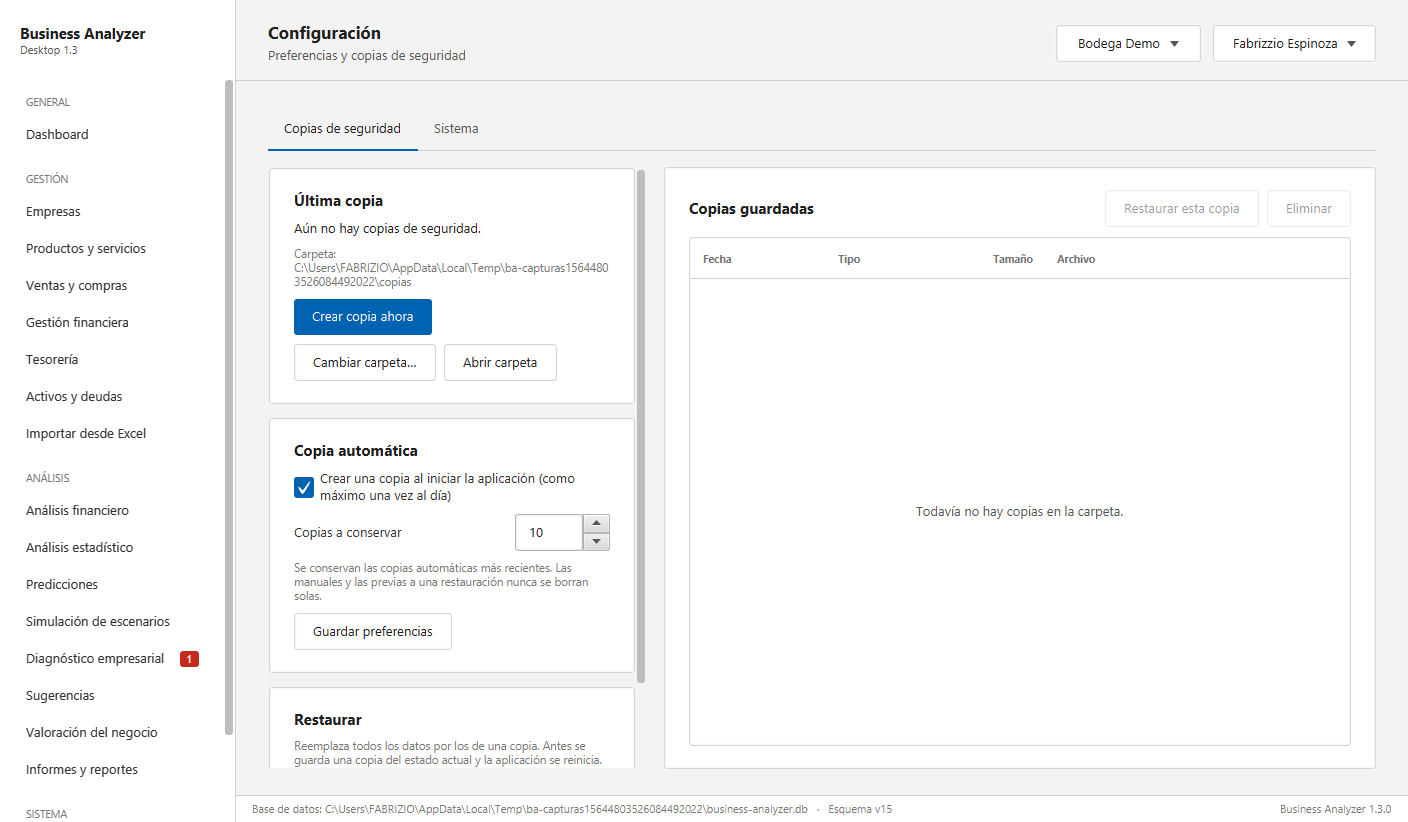 Business Analyzer
Desktop 1.3
GENERAL
Dashboard
GESTIÓN
Empresas
Productos y servicios
Ventas y compras
Gestión financiera
Tesorería
Activos y deudas
Importar desde Excel
ANÁLISIS
Análisis financiero
Análisis estadístico
Predicciones
Simulación de escenarios
Diagnóstico empresarial 1
Sugerencias
Valoración del negocio
Informes y reportes
SISTEMA
Configuración
Preferencias y copias de seguridad
Bodega Demo
Fabrizzio Espinoza
Copias de seguridad
Sistema
Última copia
Aún no hay copias de seguridad.
Carpeta:
C:\Users\FABRIZIO\AppData\Local\Temp\ba-capturas1564480
3526084492022\copias
Crear copia ahora
Cambiar carpeta...
Abrir carpeta
Copia automática
Crear una copia al iniciar la aplicación (como
máximo una vez al día)
Copias a conservar
10
Se conservan las copias automáticas más recientes. Las
manuales y las previas a una restauración nunca se borran
solas.
Guardar preferencias
Restaurar
Reemplaza todos los datos por los de una copia. Antes se
guarda una copia del estado actual y la aplicación se reinicia.
Copias guardadas
Restaurar esta copia
Eliminar
Fecha
Tipo
Tamaño
Archivo
Todavía no hay copias en la carpeta.
Base de datos: C:\Users\FABRIZIO\AppData\Local\Temp\ba-capturas15644803526084492022\business-analyzer.db · Esquema v15
Business Analyzer 1.3.0